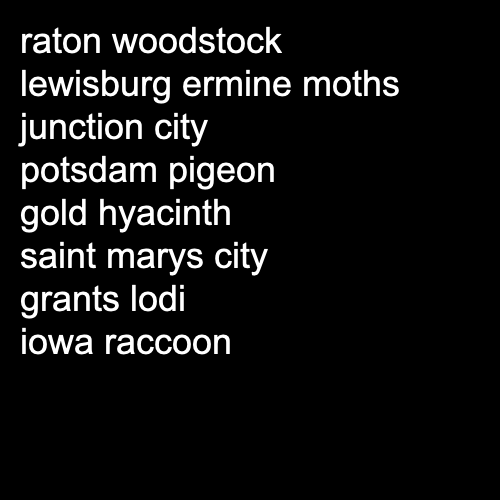 raton woodstock
lewisburg ermine moths
junction city
potsdam pigeon
gold hyacinth
saint marys city
grants lodi
iowa raccoon